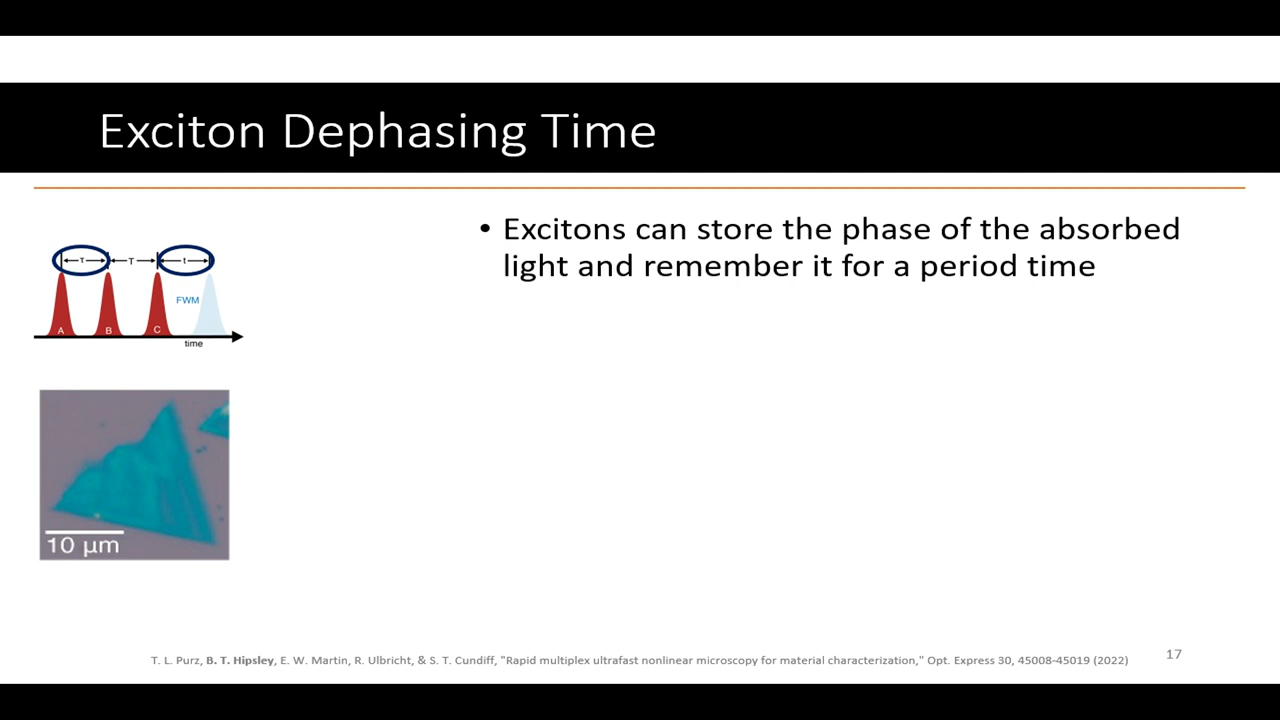 Exciton Dephasing Time
• Excitons can store the phase of the absorbed
light and remember it for a period time
τ T t
FWM
A B C
time
10 μm
T. L. Purz, B. T. Hipsley, E. W. Martin, R. Ulbricht, & S. T. Cundiff, "Rapid multiplex ultrafast nonlinear microscopy for material characterization," Opt. Express 30, 45008-45019 (2022)
17